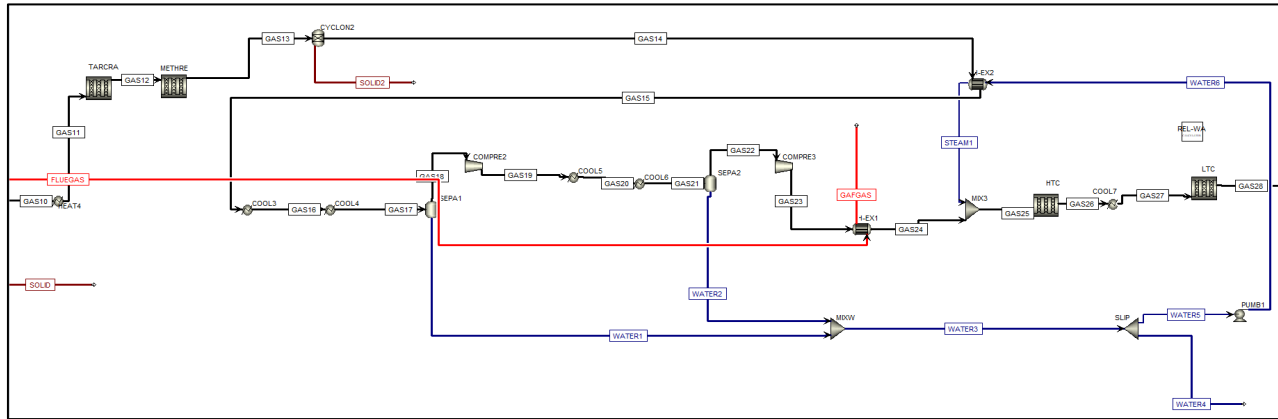 CYCLON2
GAS13
GAS14
TARCRA
METHRE
GAS12
SOLID2
H-EX2
WATER6
GAS15
GAS11
REL-WA
STEAM1
GAS22
COMPRE2
COMPRE3
COOL5
COOL6
SEPA2
GAS18
GAS19
GAS20
GAS21
FLUEGAS
GAFGAS
HTC
COOL7
LTC
GAS10
HEAT4
COOL3
GAS16
COOL4
GAS17
SEPA1
GAS23
H-EX1
GAS24
MIX3
GAS25
GAS26
GAS27
GAS28
SOLID
WATER2
PUMB1
MIXW
SLIP
WATER5
WATER1
WATER3
WATER4